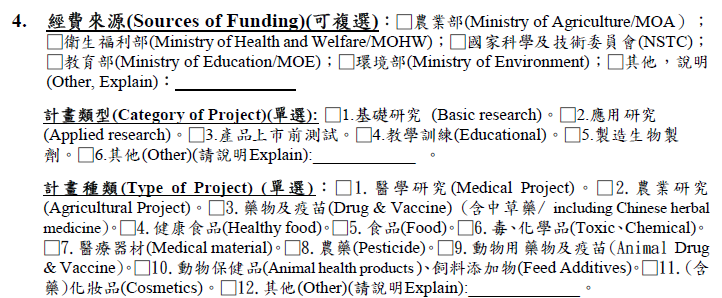 4. 經費來源(Sources of Funding)(可複選)：□農業部(Ministry of Agriculture/MOA)；
□衛生福利部(Ministry of Health and Welfare/MOHW)；□國家科學及技術委員會(NSTC)；
□教育部(Ministry of Education/MOE)；□環境部(Ministry of Environment)；□其他，說明
(Other, Explain)：
計畫類型(Category of Project)(單選): □1.基礎研究 (Basic research)。□2.應用研究
(Applied research)。□3.產品上市前測試。□4.教學訓練(Educational)。□5.製造生物製
劑。□6.其他(Other)(請說明Explain):____________ 。
計畫種類(Type of Project) (單選)：□1. 醫學研究(Medical Project)。□2. 農業研究
(Agricultural Project)。□3. 藥物及疫苗(Drug & Vaccine) (含中草藥/ including Chinese herbal
medicine)。□4. 健康食品(Healthy food)。□5. 食品(Food)。□6. 毒、化學品(Toxic、Chemical)。
□7. 醫療器材(Medical material)。□8. 農藥(Pesticide)。□9. 動物用藥物及疫苗(Animal Drug
& Vaccine)。□10. 動物保健品(Animal health products )、飼料添加物(Feed Additives)。□11. (含
藥)化妝品(Cosmetics)。□12. 其他(Other)(請說明Explain):____________ 。